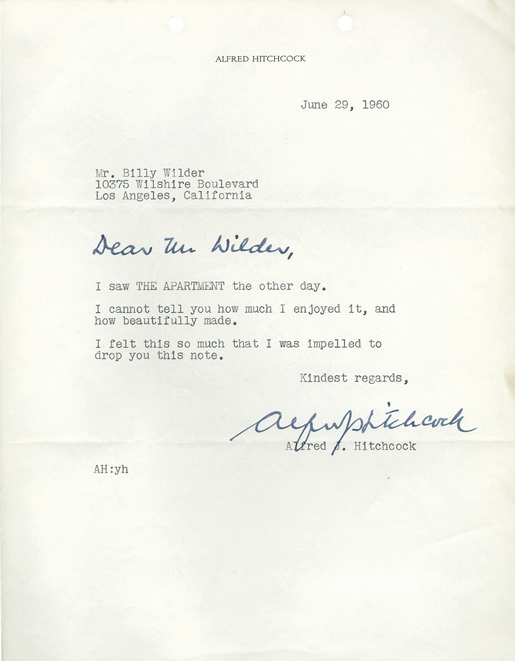 ALFRED HITCHCOCK
June 29, 1960
Mr. Billy Wilder
10375 Wilshire Boulevard
Los Angeles, California
Dear Mr. Wilder,
I saw THE APARTMENT the other day.
I cannot tell you how much I enjoyed it, and
how beautifully made.
I felt this so much that I was impelled to
drop you this note.
Kindest regards,
Alfred J Hitchcock
Alfred J. Hitchcock
AH:yh